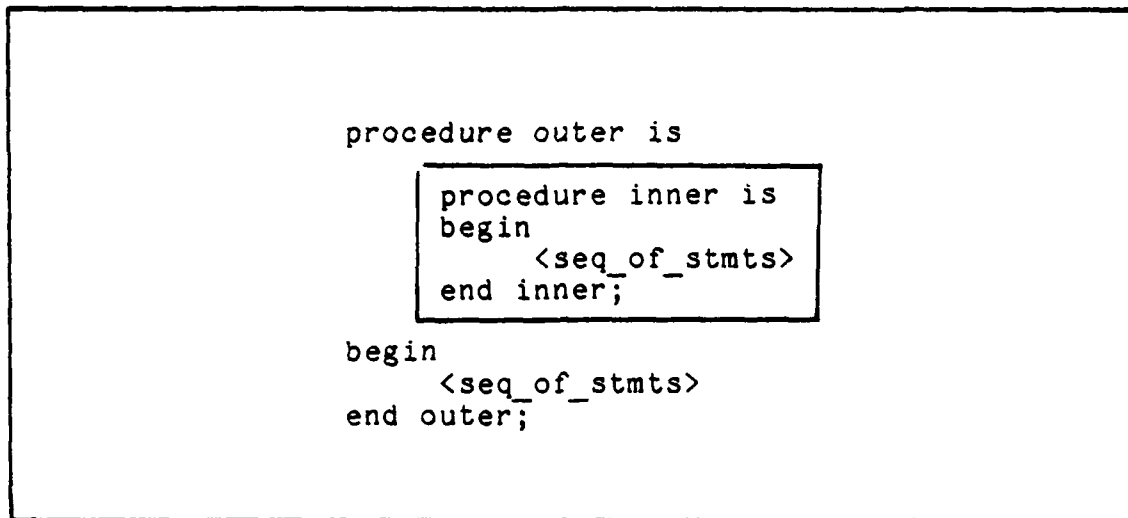 procedure outer is
procedure inner is
begin
<seq_of_stmts>
end inner;
begin
<seq_of_stmts>
end outer;